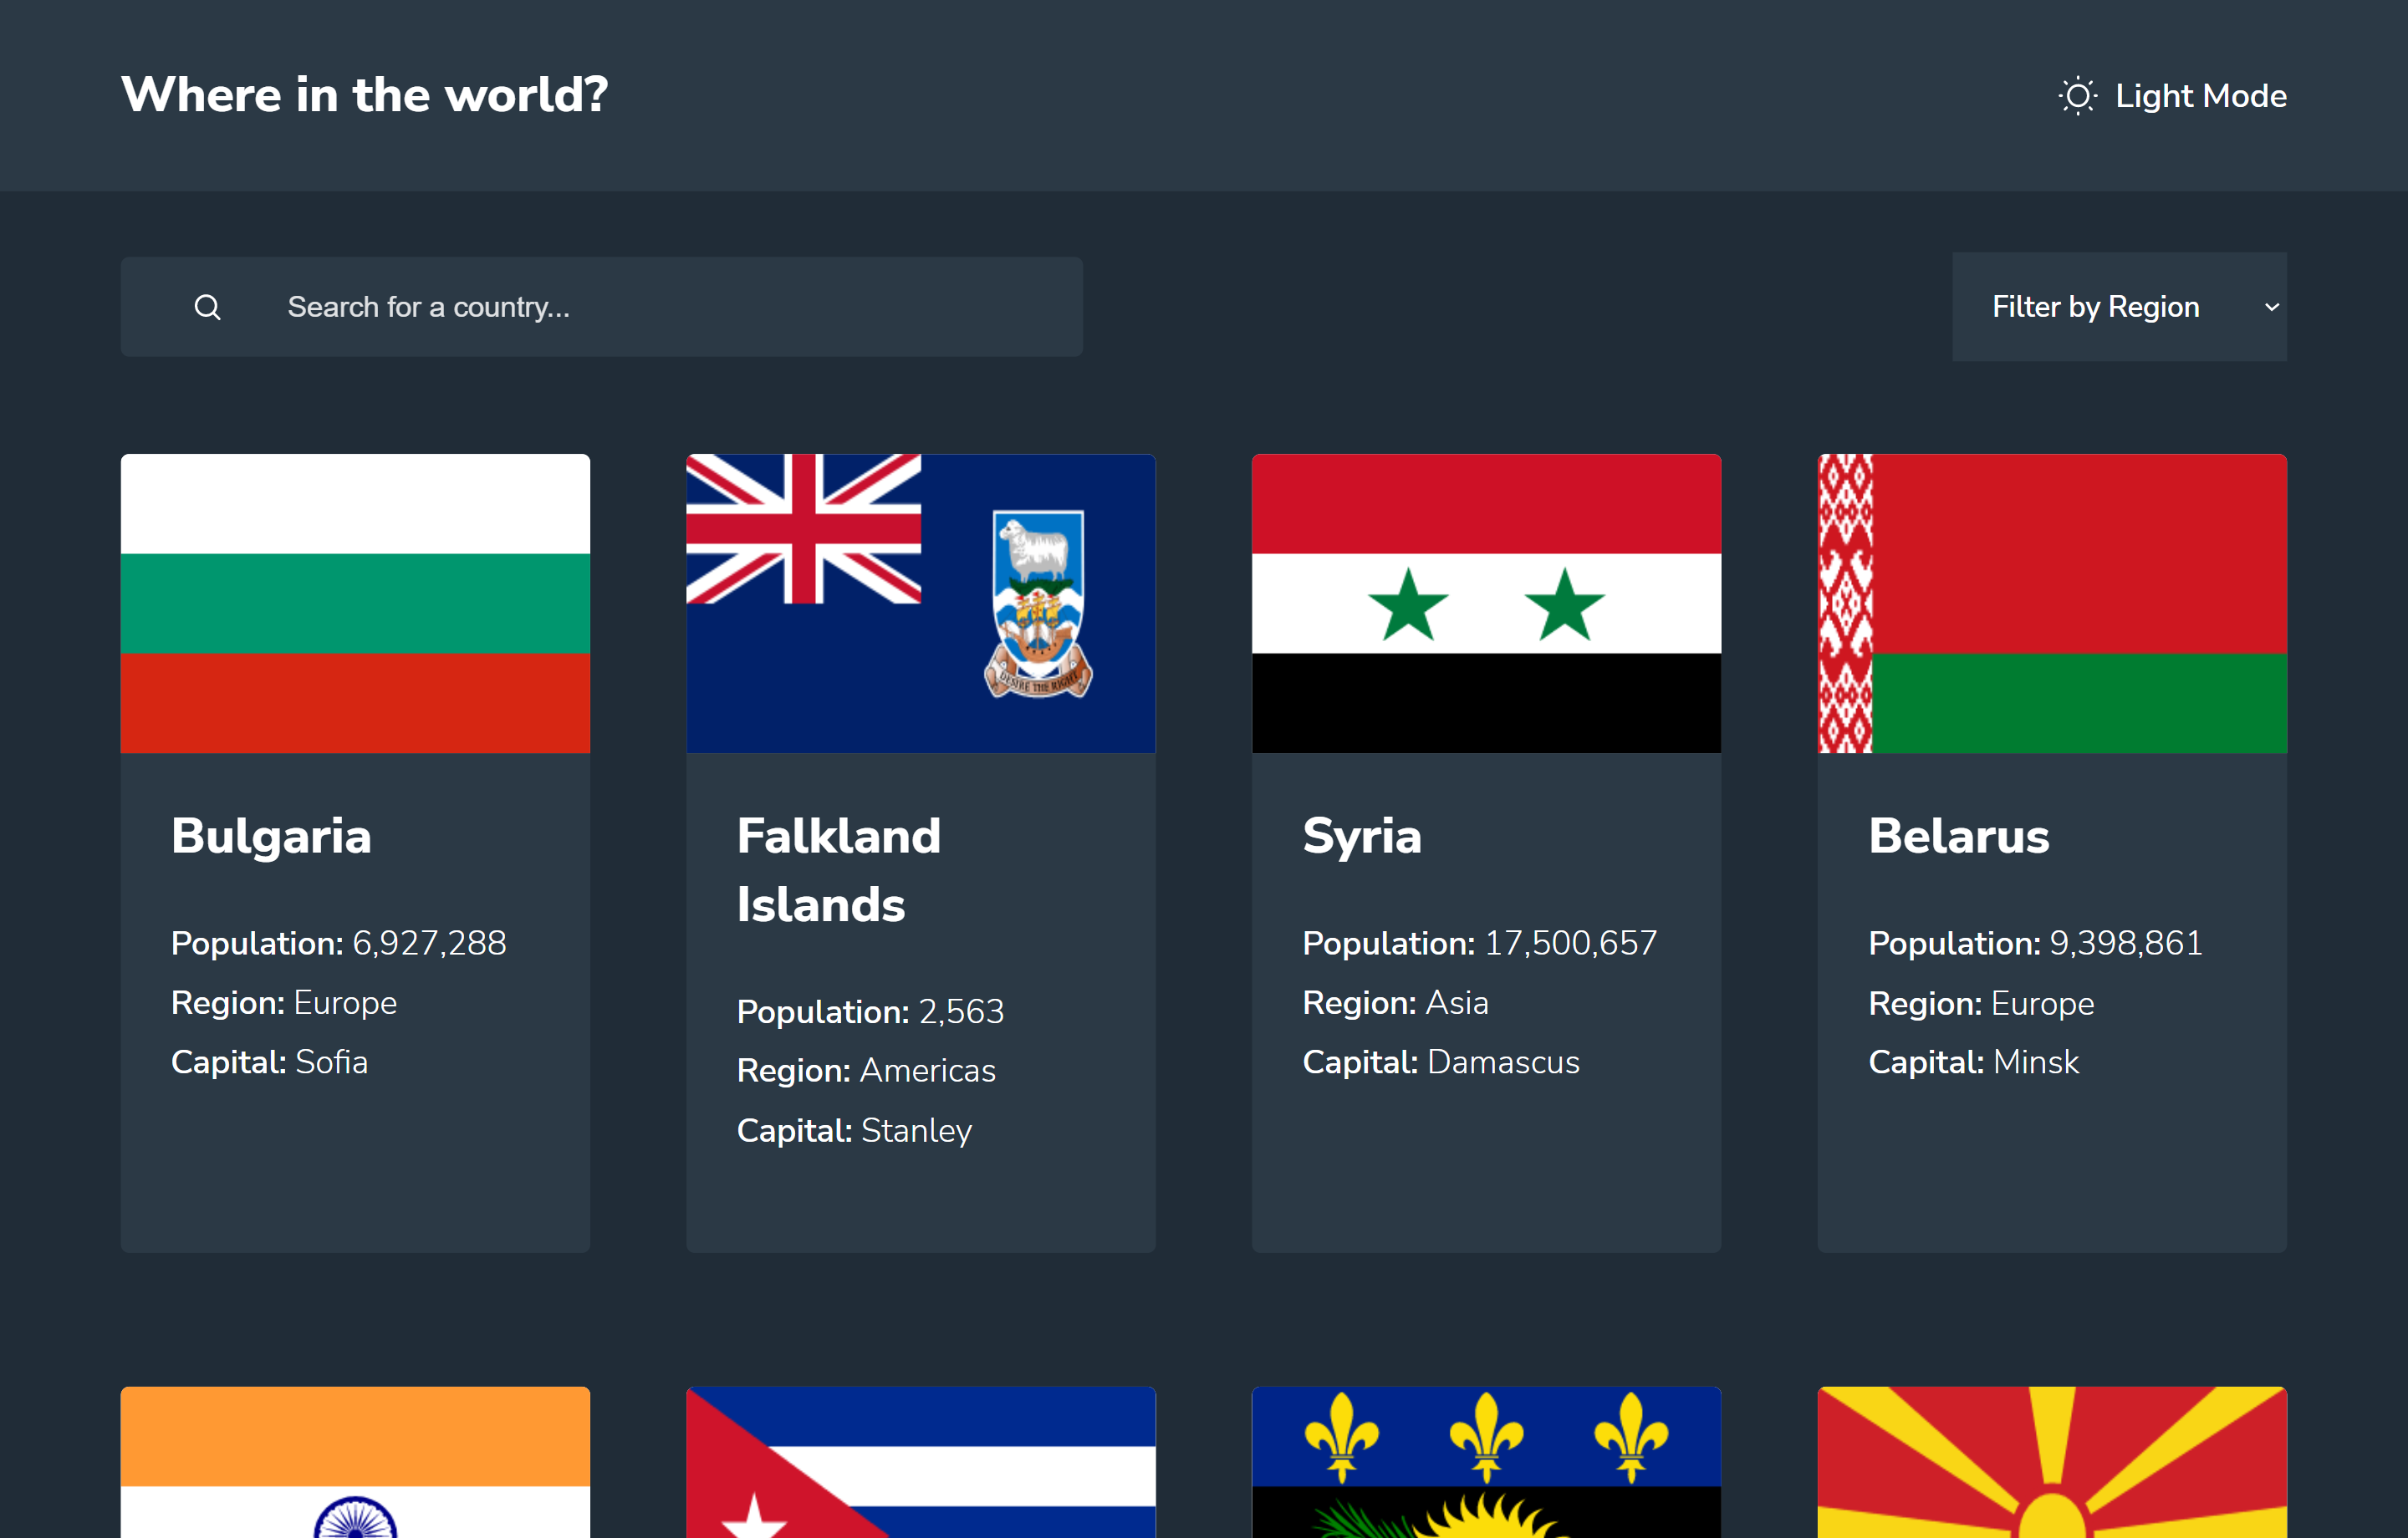 Where in the world?
Light Mode
Search for a country...
Filter by Region
DESIRE THE RIGHT
Bulgaria
Population: 6,927,288
Region: Europe
Capital: Sofia
Falkland
Islands
Population: 2,563
Region: Americas
Capital: Stanley
Syria
Population: 17,500,657
Region: Asia
Capital: Damascus
Belarus
Population: 9,398,861
Region: Europe
Capital: Minsk